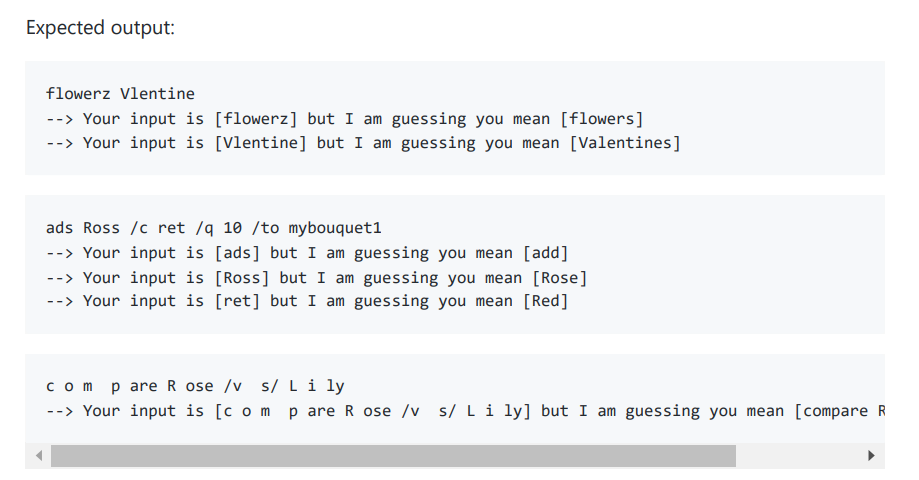 Expected output:
flowerz Vlentine
--> Your input is [flowerz] but I am guessing you mean [flowers]
--> Your input is [Vlentine] but I am guessing you mean [Valentines]
ads Ross /c ret /q 10 /to mybouquet1
--> Your input is [ads] but I am guessing you mean [add]
--> Your input is [Ross] but I am guessing you mean [Rose]
--> Your input is [ret] but I am guessing you mean [Red]
c o m  p are R ose /v  s/ L i ly
--> Your input is [c o m  p are R ose /v  s/ L i ly] but I am guessing you mean [compare R